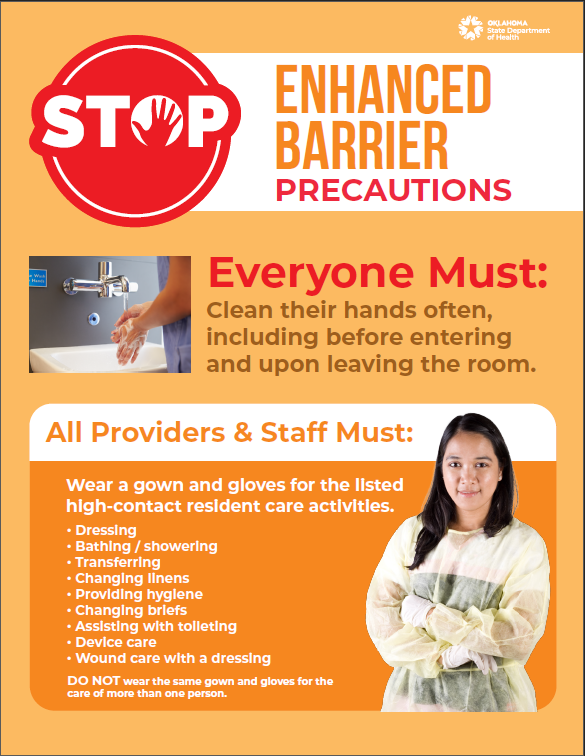 OKLAHOMA
State Department
of Health
STOP
ENHANCED
BARRIER
PRECAUTIONS
Everyone Must:
Clean their hands often,
including before entering
and upon leaving the room.
All Providers & Staff Must:
Wear a gown and gloves for the listed
high-contact resident care activities.
• Dressing
• Bathing / showering
• Transferring
• Changing linens
• Providing hygiene
• Changing briefs
• Assisting with toileting
• Device care
• Wound care with a dressing
DO NOT wear the same gown and gloves for the
care of more than one person.